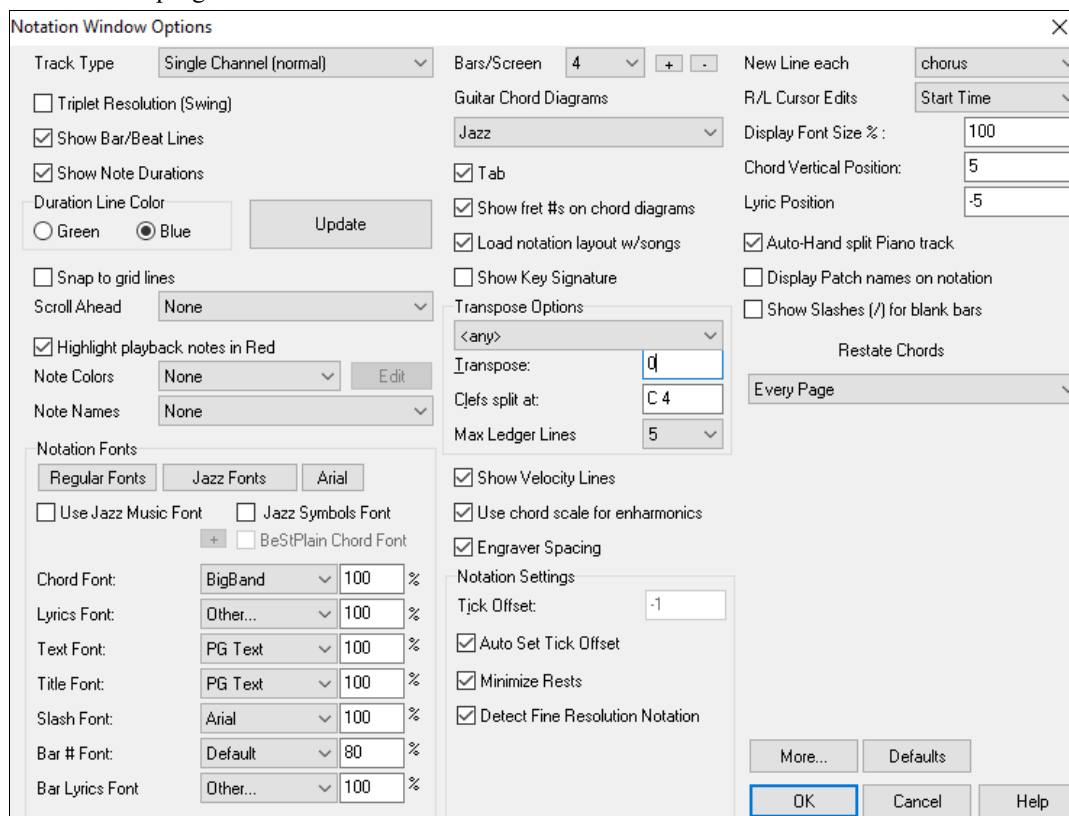 Notation Window Options
Track Type Single Channel (normal)
Triplet Resolution (Swing)
Show Bar/Beat Lines
Show Note Durations
Duration Line Color
Green Blue
Update
Snap to grid lines
Scroll Ahead None
Highlight playback notes in Red
Note Colors None Edit
Note Names None
Notation Fonts
Regular Fonts Jazz Fonts Arial
Use Jazz Music Font Jazz Symbols Font
+ BeStPlain Chord Font
Chord Font: BigBand 100 %
Lyrics Font: Other... 100 %
Text Font: PG Text 100 %
Title Font: PG Text 100 %
Slash Font: Arial 100 %
Bar # Font: Default 80 %
Bar Lyrics Font Other... 100 %
Bars/Screen 4 + -
Guitar Chord Diagrams
Jazz
Tab
Show fret #s on chord diagrams
Load notation layout w/songs
Show Key Signature
Transpose Options
<any>
Transpose: 0
Clefs split at: C 4
Max Ledger Lines 5
Show Velocity Lines
Use chord scale for enharmonics
Engraver Spacing
Notation Settings
Tick Offset: -1
Auto Set Tick Offset
Minimize Rests
Detect Fine Resolution Notation
New Line each chorus
R/L Cursor Edits Start Time
Display Font Size % : 100
Chord Vertical Position: 5
Lyric Position -5
Auto-Hand split Piano track
Display Patch names on notation
Show Slashes (/) for blank bars
Restate Chords
Every Page
More... Defaults
OK Cancel Help